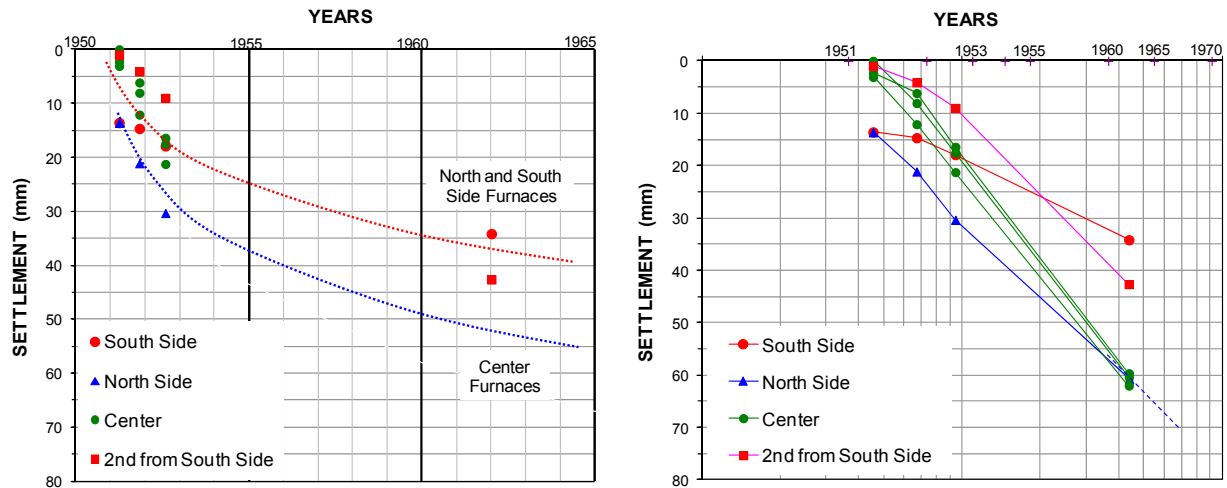 YEARS
1950 1955 1960 1965
0
10
20
30
40
50
60
70
80
SETTLEMENT (mm)
North and South
Side Furnaces
Center
Furnaces
South Side
North Side
Center
2nd from South Side
YEARS
1951 1953 1955 1960 1965 1970
0
10
20
30
40
50
60
70
80
SETTLEMENT (mm)
South Side
North Side
Center
2nd from South Side